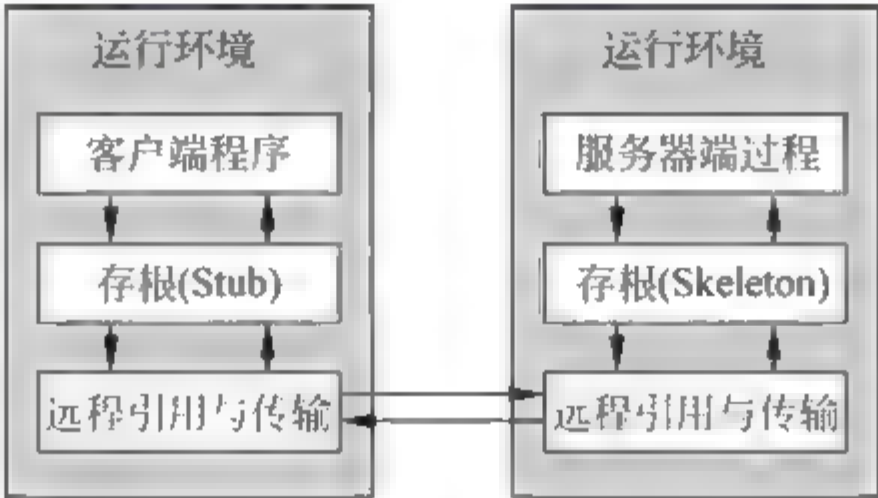 运行环境
客户端程序
存根(Stub)
远程引用与传输
运行环境
服务器端过程
存根(Skeleton)
远程引用与传输